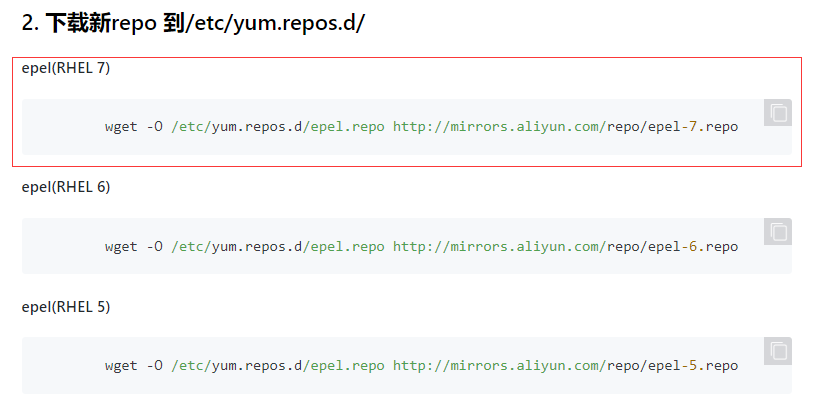 2. 下载新repo 到/etc/yum.repos.d/
epel(RHEL 7)
wget -O /etc/yum.repos.d/epel.repo http://mirrors.aliyun.com/repo/epel-7.repo
epel(RHEL 6)
wget -O /etc/yum.repos.d/epel.repo http://mirrors.aliyun.com/repo/epel-6.repo
epel(RHEL 5)
wget -O /etc/yum.repos.d/epel.repo http://mirrors.aliyun.com/repo/epel-5.repo